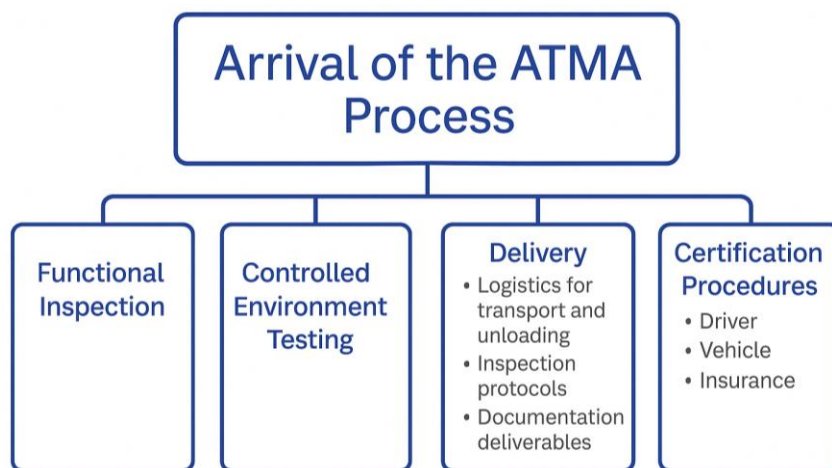 Arrival of the ATMA
Process
Functional
Inspection
Controlled
Environment
Testing
Delivery
• Logistics for
transport and
unloading
• Inspection
protocols
• Documentation
deliverables
Certification
Procedures
• Driver
• Vehicle
• Insurance